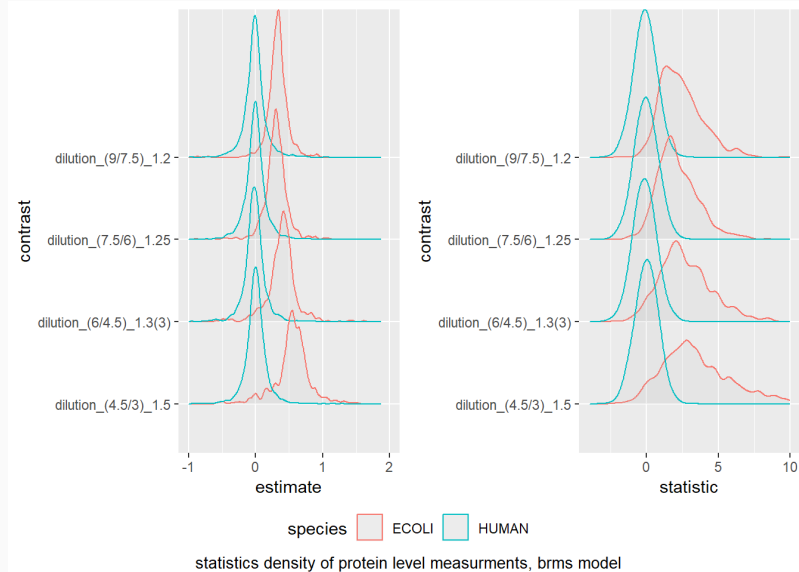 contrast
dilution_(9/7.5)_1.2
dilution_(7.5/6)_1.25
dilution_(6/4.5)_1.3(3)
dilution_(4.5/3)_1.5
-1 0 1 2
estimate
contrast
dilution_(9/7.5)_1.2
dilution_(7.5/6)_1.25
dilution_(6/4.5)_1.3(3)
dilution_(4.5/3)_1.5
0 5 10
statistic
species ECOLI HUMAN
statistics density of protein level measurments, brms model